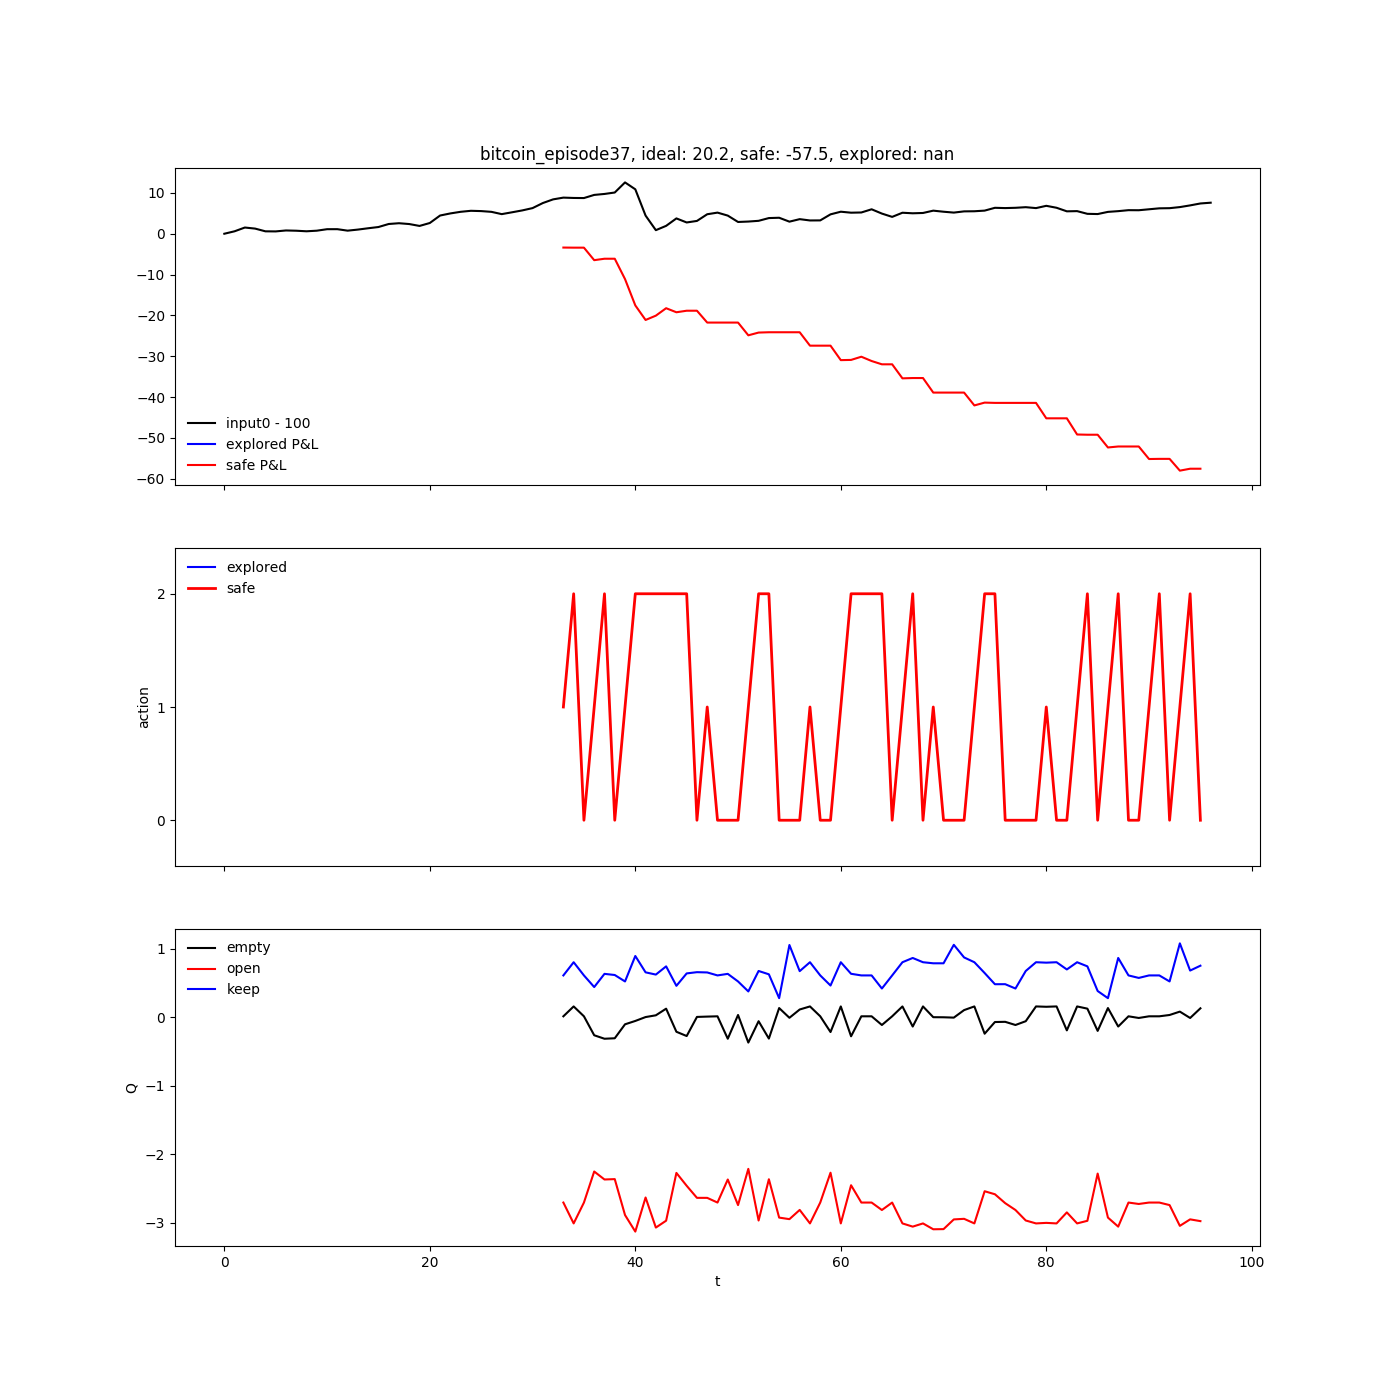 bitcoin_episode37, ideal: 20.2, safe: -57.5, explored: nan
10
0
−10
−20
−30
−40
−50
−60
input0 - 100
explored P&L
safe P&L
2
1
0
action
explored
safe
1
0
−1
−2
−3
Q
empty
open
keep
0 20 40 60 80 100
t